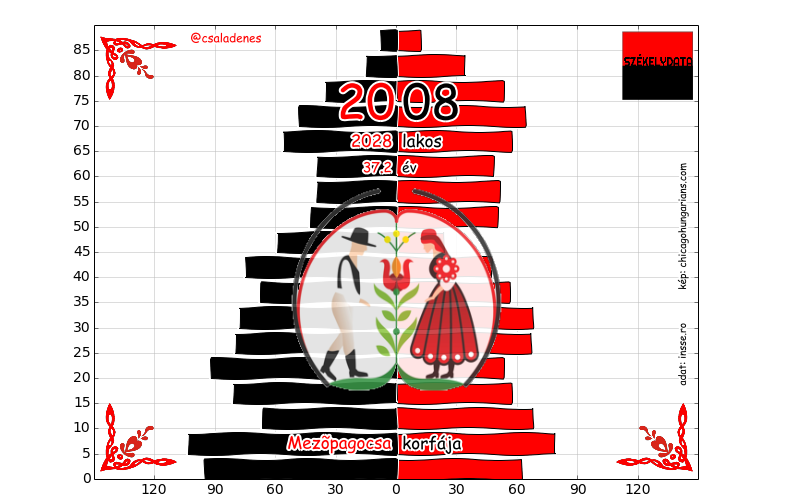 @csaladenes
SZÉKELYDATA
2008
2028 lakos
37.2 év
kép: chicagohungarians.com
adat: insse.ro
Mezõpagocsa korfája
85
80
75
70
65
60
55
50
45
40
35
30
25
20
15
10
5
0
120 90 60 30 0 30 60 90 120